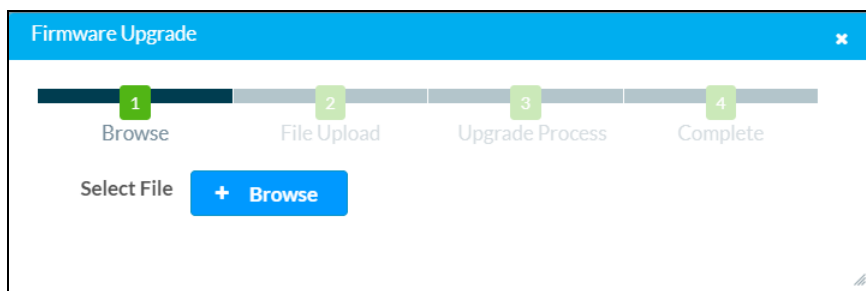 Firmware Upgrade
1 2 3 4
Browse File Upload Upgrade Process Complete
Select File + Browse